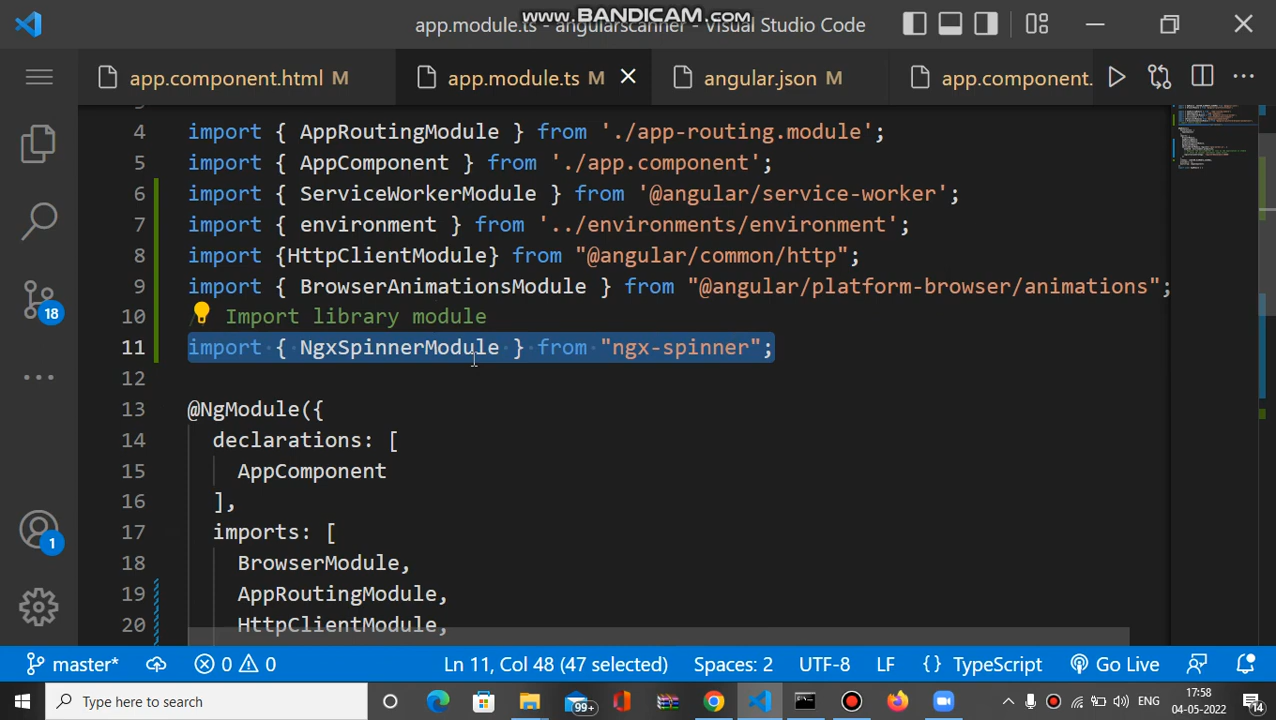 www.BANDICAM.com
app.module.ts - angularscanner - Visual Studio Code
app.component.html M
app.module.ts M
angular.json M
app.component.
4 import { AppRoutingModule } from './app-routing.module';
5 import { AppComponent } from './app.component';
6 import { ServiceWorkerModule } from '@angular/service-worker';
7 import { environment } from '../environments/environment';
8 import {HttpClientModule} from "@angular/common/http";
9 import { BrowserAnimationsModule } from "@angular/platform-browser/animations";
10 / Import library module
11 import { NgxSpinnerModule } from "ngx-spinner";
12
13 @NgModule({
14 declarations: [
15 AppComponent
16 ],
17 imports: [
18 BrowserModule,
19 AppRoutingModule,
20 HttpClientModule,
18
1
master*
0
0
Ln 11, Col 48 (47 selected)
Spaces: 2
UTF-8
LF
{} TypeScript
Go Live
Type here to search
99+
ENG
17:58
04-05-2022
14